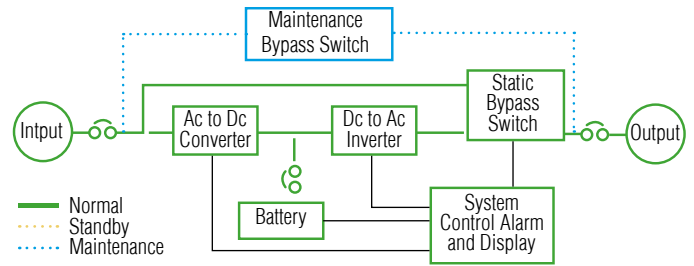 Maintenance
Bypass Switch
Static
Bypass
Switch
Intput
Ac to Dc
Converter
Dc to Ac
Inverter
Output
Battery
System
Control Alarm
and Display
Normal
Standby
Maintenance